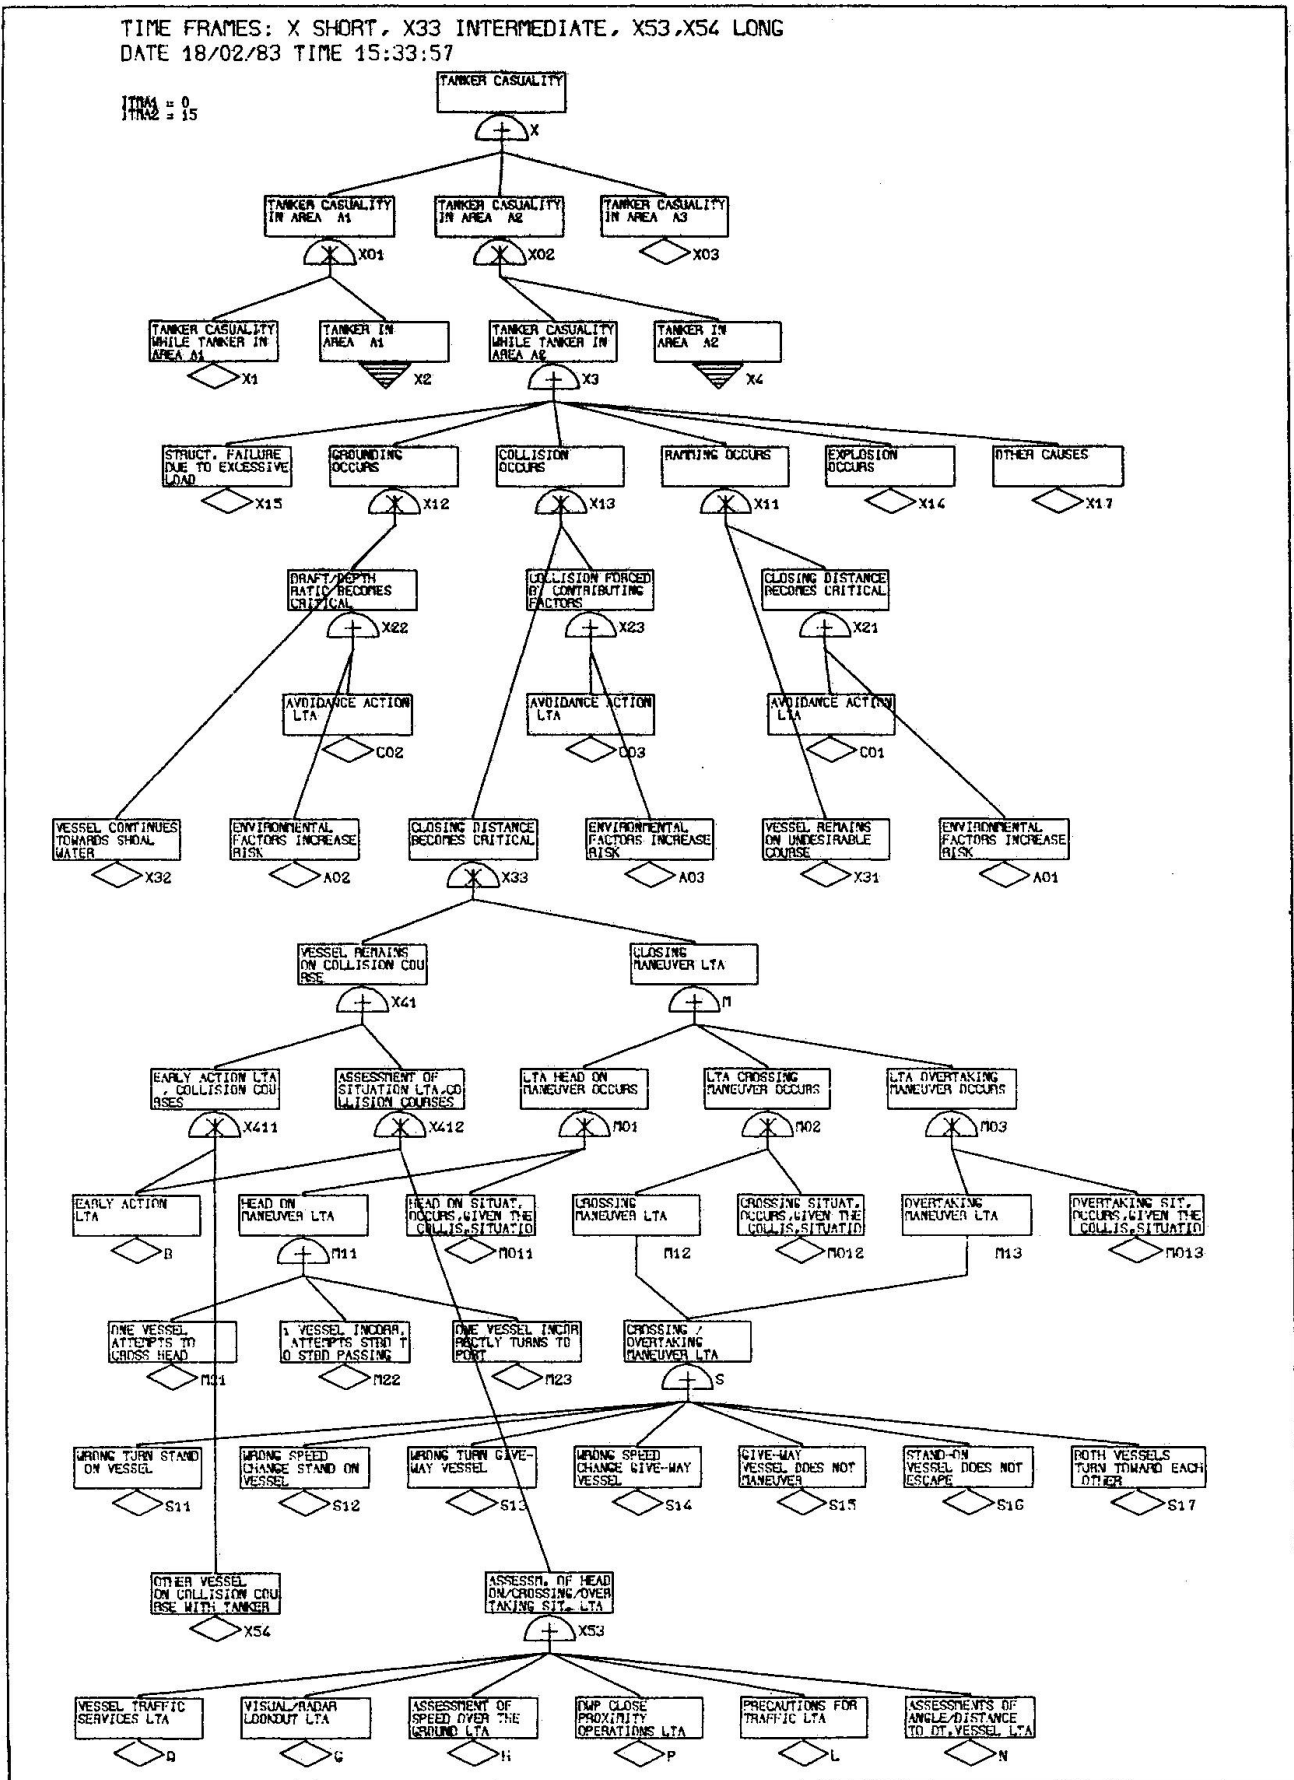 TIME FRAMES: X SHORT, X33 INTERMEDIATE, X53,X54 LONG
DATE 18/02/83 TIME 15:33:57
ITMA1 = 0
ITMA2 = 15
TANKER CASUALITY
X
TANKER CASUALITY
IN AREA A1
X01
TANKER CASUALITY
IN AREA A2
X02
TANKER CASUALITY
IN AREA A3
X03
TANKER CASUALITY
WHILE TANKER IN
AREA A1
X1
TANKER IN
AREA A1
X2
TANKER CASUALITY
WHILE TANKER IN
AREA A2
X3
TANKER IN
AREA A2
X4
STRUCT. FAILURE
DUE TO EXCESSIVE
LOAD
X15
GROUNDING
OCCURS
X12
COLLISION
OCCURS
X13
RAMMING OCCURS
X11
EXPLOSION
OCCURS
X14
OTHER CAUSES
X17
DRAFT/DEPTH
RATIO BECOMES
CRITICAL
X22
COLLISION FORCED
BY CONTRIBUTING
FACTORS
X23
CLOSING DISTANCE
BECOMES CRITICAL
X21
AVOIDANCE ACTION
LTA
C02
AVOIDANCE ACTION
LTA
C03
AVOIDANCE ACTION
LTA
C01
VESSEL CONTINUES
TOWARDS SHOAL
WATER
X32
ENVIRONMENTAL
FACTORS INCREASE
RISK
A02
CLOSING DISTANCE
BECOMES CRITICAL
X33
ENVIRONMENTAL
FACTORS INCREASE
RISK
A03
VESSEL REMAINS
ON UNDESIRABLE
COURSE
X31
ENVIRONMENTAL
FACTORS INCREASE
RISK
A01
VESSEL REMAINS
ON COLLISION COU
RSE
X41
CLOSING
MANEUVER LTA
M
EARLY ACTION LTA
, COLLISION COU
RSES
X411
ASSESSMENT OF
SITUATION LTA,CO
LLISION COURSES
X412
LTA HEAD ON
MANEUVER OCCURS
M01
LTA CROSSING
MANEUVER OCCURS
M02
LTA OVERTAKING
MANEUVER OCCURS
M03
EARLY ACTION
LTA
B
HEAD ON
MANEUVER LTA
M11
HEAD ON SITUAT.
OCCURS,GIVEN THE
COLLIS.SITUATIO
M011
CROSSING
MANEUVER LTA
M12
CROSSING SITUAT.
OCCURS,GIVEN THE
COLLIS.SITUATIO
M012
OVERTAKING
MANEUVER LTA
M13
OVERTAKING SIT.
OCCURS,GIVEN THE
COLLIS.SITUATIO
M013
ONE VESSEL
ATTEMPTS TO
CROSS HEAD
1 VESSEL INCORR.
ATTEMPTS STBD T
O STBD PASSING
M22
ONE VESSEL INCOR
RECTLY TURNS TO
PORT
M23
CROSSING /
OVERTAKING
MANEUVER LTA
S
WRONG TURN STAND
ON VESSEL
S11
WRONG SPEED
CHANGE STAND ON
VESSEL
S12
WRONG TURN GIVE-
WAY VESSEL
S13
WRONG SPEED
CHANGE GIVE-WAY
VESSEL
S14
GIVE-WAY
VESSEL DOES NOT
MANEUVER
S15
STAND-ON
VESSEL DOES NOT
ESCAPE
S16
BOTH VESSELS
TURN TOWARD EACH
OTHER
S17
OTHER VESSEL
ON COLLISION COU
RSE WITH TANKER
X54
ASSESSM. OF HEAD
ON/CROSSING/OVER
TAKING SIT. LTA
X53
VESSEL TRAFFIC
SERVICES LTA
VISUAL/RADAR
LOOKOUT LTA
G
ASSESSMENT OF
SPEED OVER THE
GROUND LTA
H
DWP CLOSE
PROXIMITY
OPERATIONS LTA
P
PRECAUTIONS FOR
TRAFFIC LTA
L
ASSESSMENTS OF
ANGLE/DISTANCE
TO OT.VESSEL LTA
N